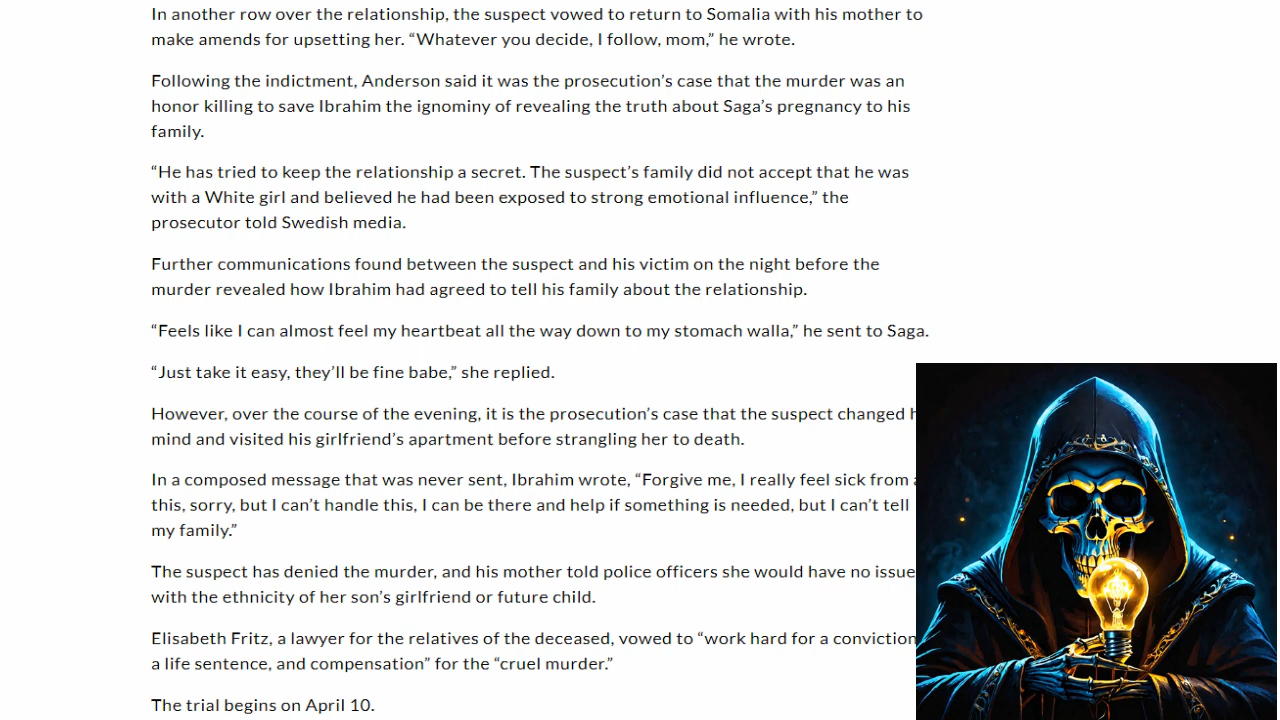 In another row over the relationship, the suspect vowed to return to Somalia with his mother to
make amends for upsetting her. “Whatever you decide, I follow, mom,” he wrote.
Following the indictment, Anderson said it was the prosecution’s case that the murder was an
honor killing to save Ibrahim the ignominy of revealing the truth about Saga’s pregnancy to his
family.
“He has tried to keep the relationship a secret. The suspect’s family did not accept that he was
with a White girl and believed he had been exposed to strong emotional influence,” the
prosecutor told Swedish media.
Further communications found between the suspect and his victim on the night before the
murder revealed how Ibrahim had agreed to tell his family about the relationship.
“Feels like I can almost feel my heartbeat all the way down to my stomach walla,” he sent to Saga.
“Just take it easy, they’ll be fine babe,” she replied.
However, over the course of the evening, it is the prosecution’s case that the suspect changed
mind and visited his girlfriend’s apartment before strangling her to death.
In a composed message that was never sent, Ibrahim wrote, “Forgive me, I really feel sick from
this, sorry, but I can’t handle this, I can be there and help if something is needed, but I can’t tell
my family.”
The suspect has denied the murder, and his mother told police officers she would have no issue
with the ethnicity of her son’s girlfriend or future child.
Elisabeth Fritz, a lawyer for the relatives of the deceased, vowed to “work hard for a conviction
a life sentence, and compensation” for the “cruel murder.”
The trial begins on April 10.